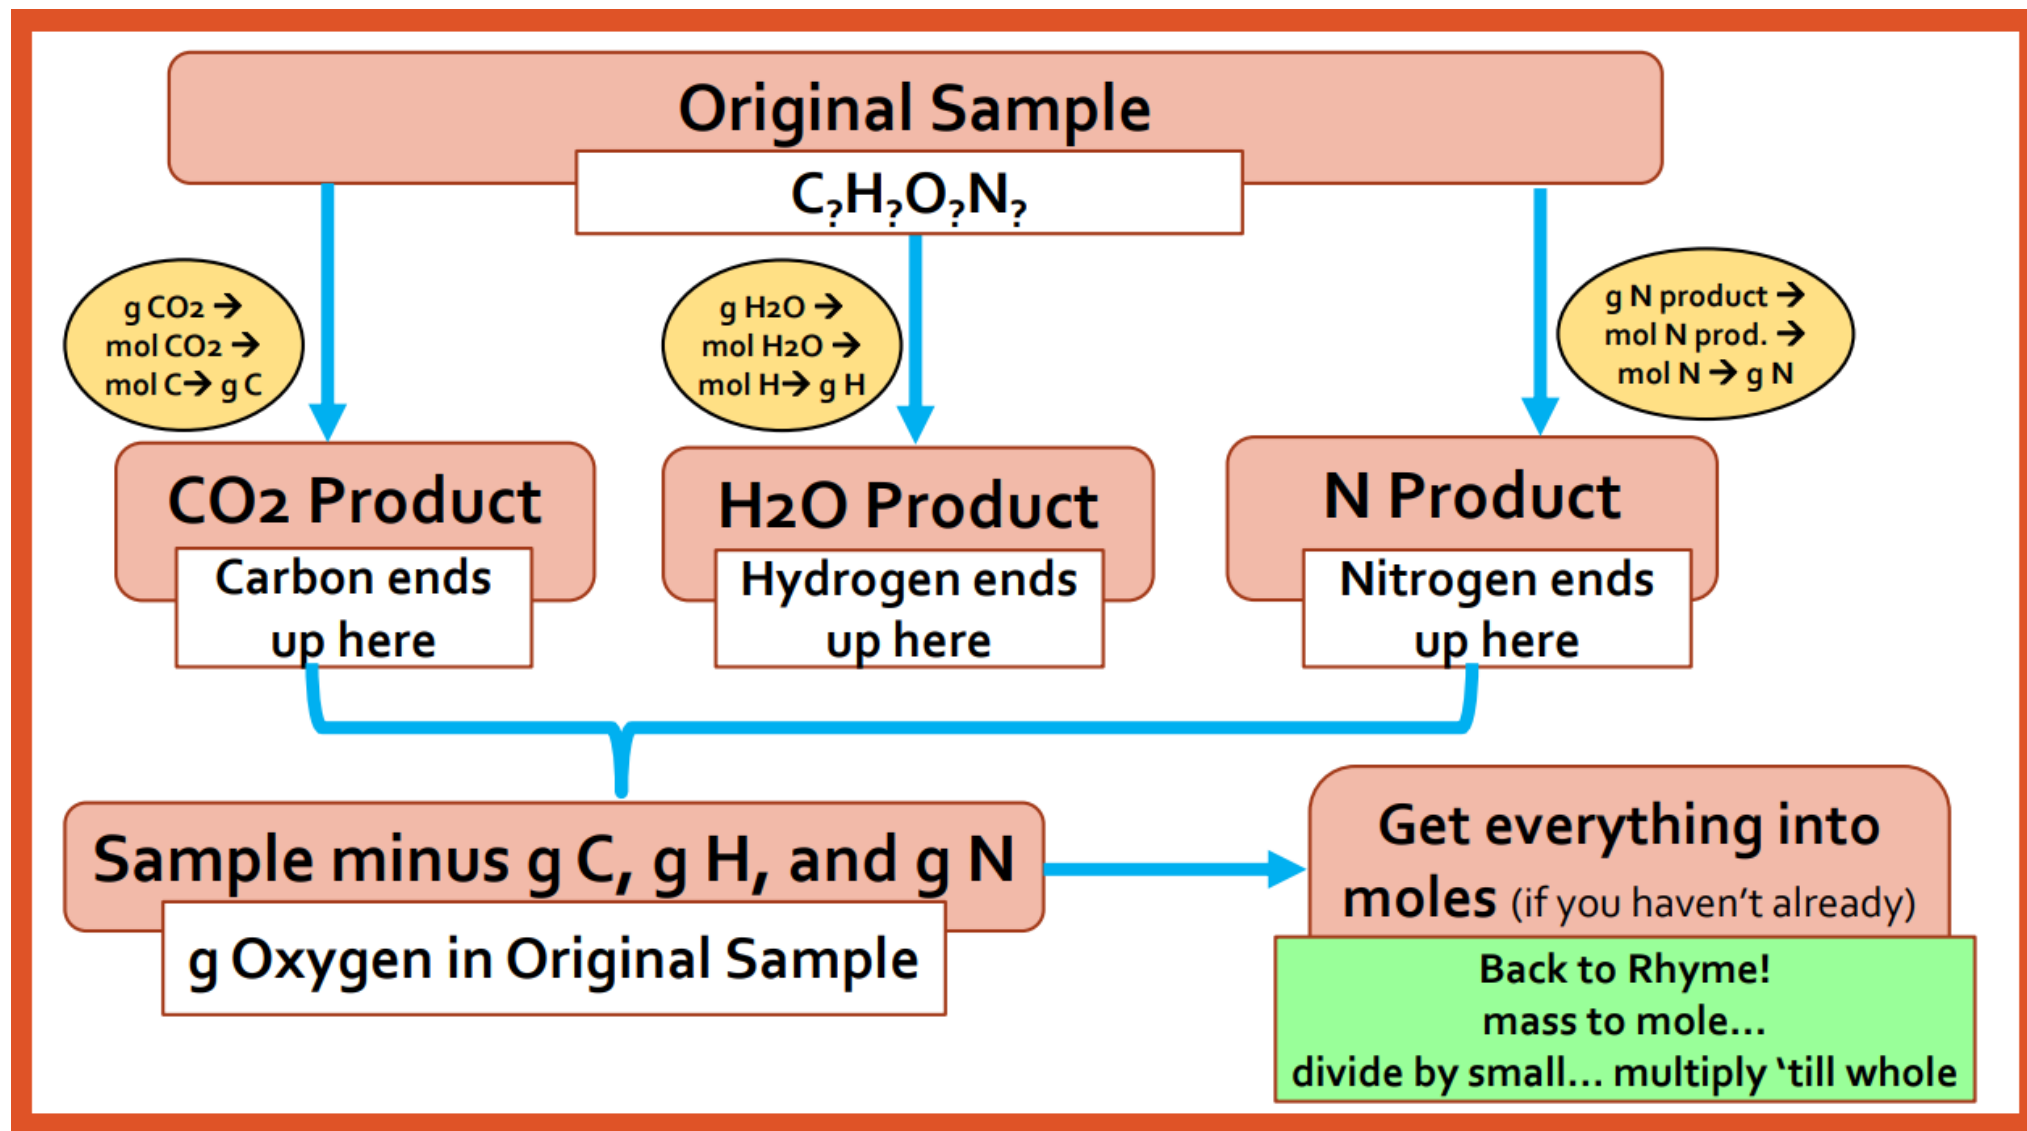 Original Sample
C?H?O?N?
g CO2 →
mol CO2 →
mol C→ g C
g H2O →
mol H2O →
mol H→ g H
g N product →
mol N prod. →
mol N → g N
CO2 Product
Carbon ends
up here
H2O Product
Hydrogen ends
up here
N Product
Nitrogen ends
up here
Sample minus g C, g H, and g N
g Oxygen in Original Sample
Get everything into
moles (if you haven't already)
Back to Rhyme!
mass to mole...
divide by small... multiply ‘till whole